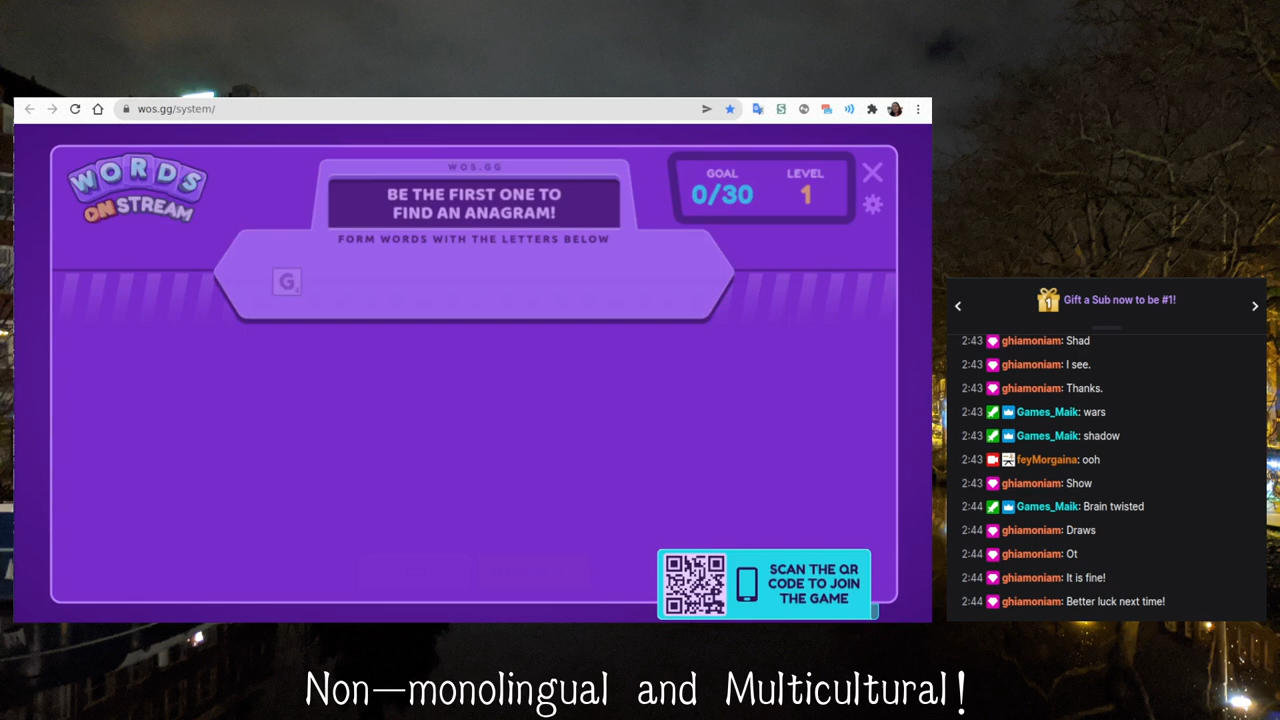 wos.gg/system/
WORDS
ON STREAM
WOS.GG
BE THE FIRST ONE TO
FIND AN ANAGRAM!
GOAL
0/30
LEVEL
1
FORM WORDS WITH THE LETTERS BELOW
G
SCAN THE QR
CODE TO JOIN
THE GAME
1 Gift a Sub now to be #1!
2:43 ghiamoniam: Shad
2:43 ghiamoniam: I see.
2:43 ghiamoniam: Thanks.
2:43 Games_Maik: wars
2:43 Games_Maik: shadow
2:43 feyMorgaina: ooh
2:43 ghiamoniam: Show
2:44 Games_Maik: Brain twisted
2:44 ghiamoniam: Draws
2:44 ghiamoniam: Ot
2:44 ghiamoniam: It is fine!
2:44 ghiamoniam: Better luck next time!
Non-monolingual and Multicultural!